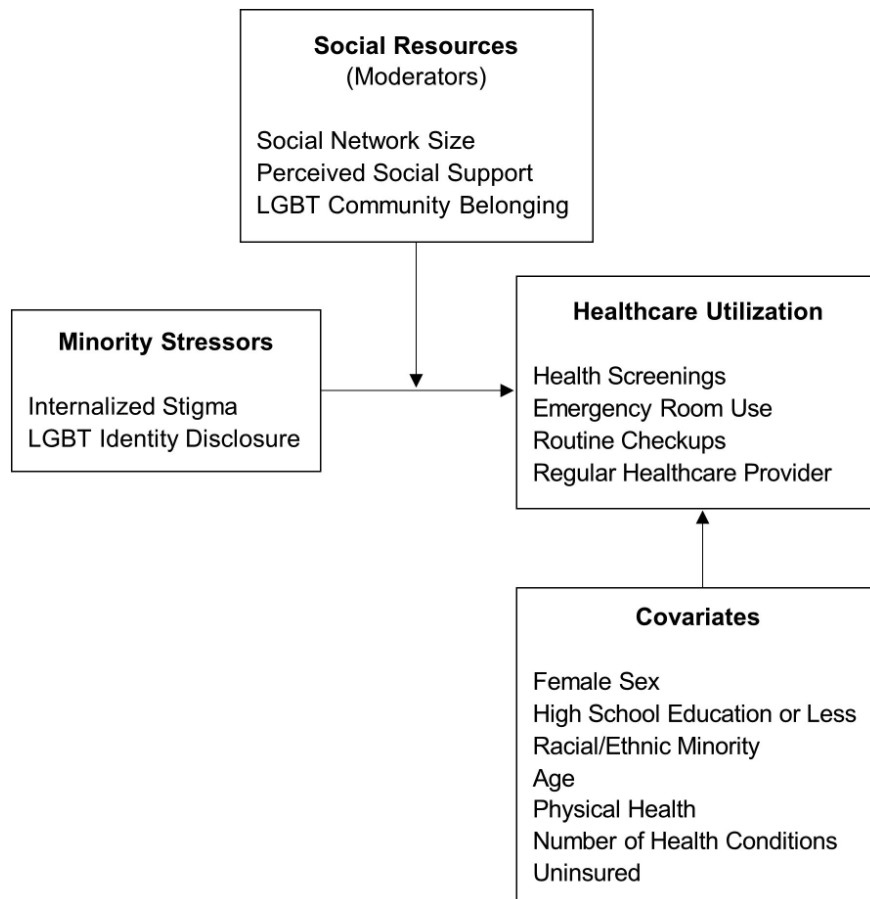 Social Resources
(Moderators)
Social Network Size
Perceived Social Support
LGBT Community Belonging
Minority Stressors
Internalized Stigma
LGBT Identity Disclosure
Healthcare Utilization
Health Screenings
Emergency Room Use
Routine Checkups
Regular Healthcare Provider
Covariates
Female Sex
High School Education or Less
Racial/Ethnic Minority
Age
Physical Health
Number of Health Conditions
Uninsured